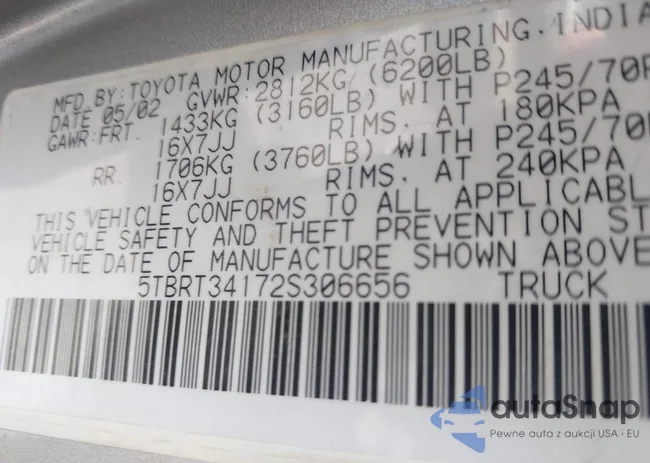 MFD. BY: TOYOTA MOTOR MANUFACTURING, INDIA
DATE 05/02 GVWR: 2812KG/(6200LB)
GAWR: FRT. 1433KG (3160LB) WITH P245/70R
16X7JJ RIMS. AT 180KPA
RR. 1706KG (3760LB) WITH P245/70R
16X7JJ RIMS. AT 240KPA
THIS VEHICLE CONFORMS TO ALL APPLICABL
VEHICLE SAFETY AND THEFT PREVENTION ST
ON THE DATE OF MANUFACTURE SHOWN ABOVE
5TBRT34172S306656 TRUCK
autoSnap
Pewne auta z aukcji USA i EU